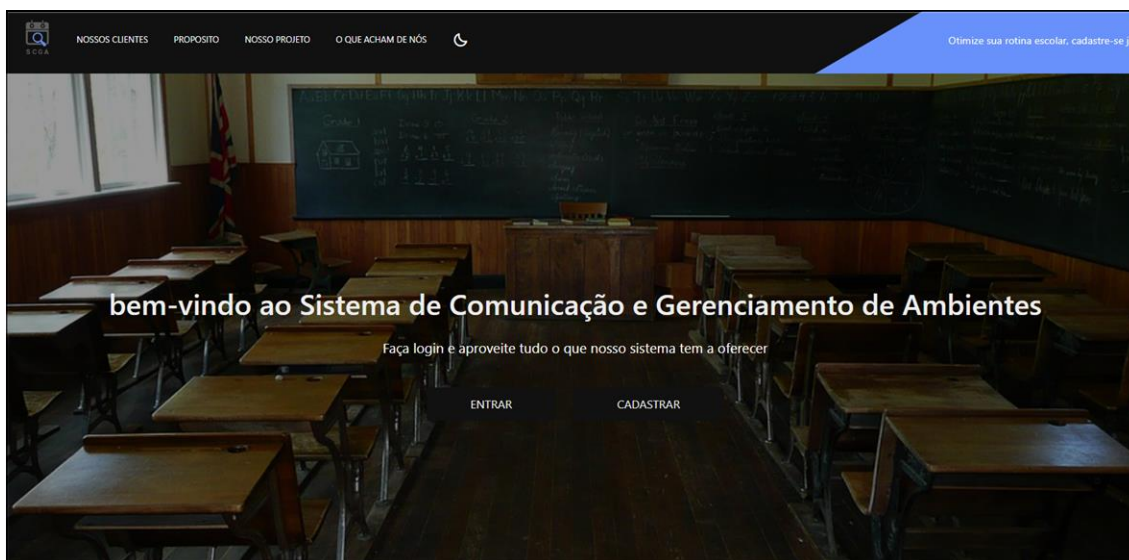 SCGA
NOSSOS CLIENTES
PROPOSITO
NOSSO PROJETO
O QUE ACHAM DE NÓS
Otimize sua rotina escolar, cadastre-se j
bem-vindo ao Sistema de Comunicação e Gerenciamento de Ambientes
Faça login e aproveite tudo o que nosso sistema tem a oferecer
ENTRAR
CADASTRAR